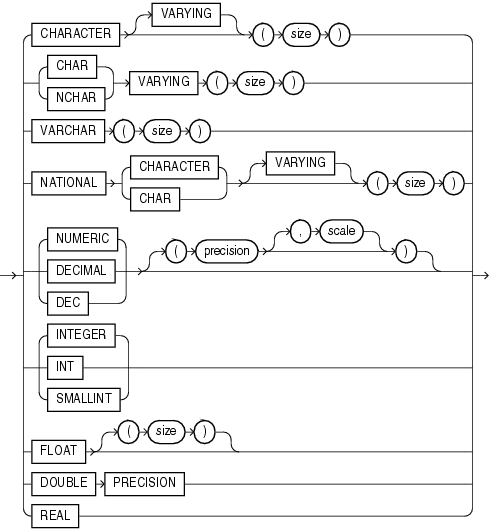 VARYING
CHARACTER ( size )
CHAR
VARYING ( size )
NCHAR
VARCHAR ( size )
CHARACTER VARYING
NATIONAL ( size )
CHAR
NUMERIC , scale
( precision )
DECIMAL
DEC
INTEGER
INT
SMALLINT
( size )
FLOAT
DOUBLE PRECISION
REAL